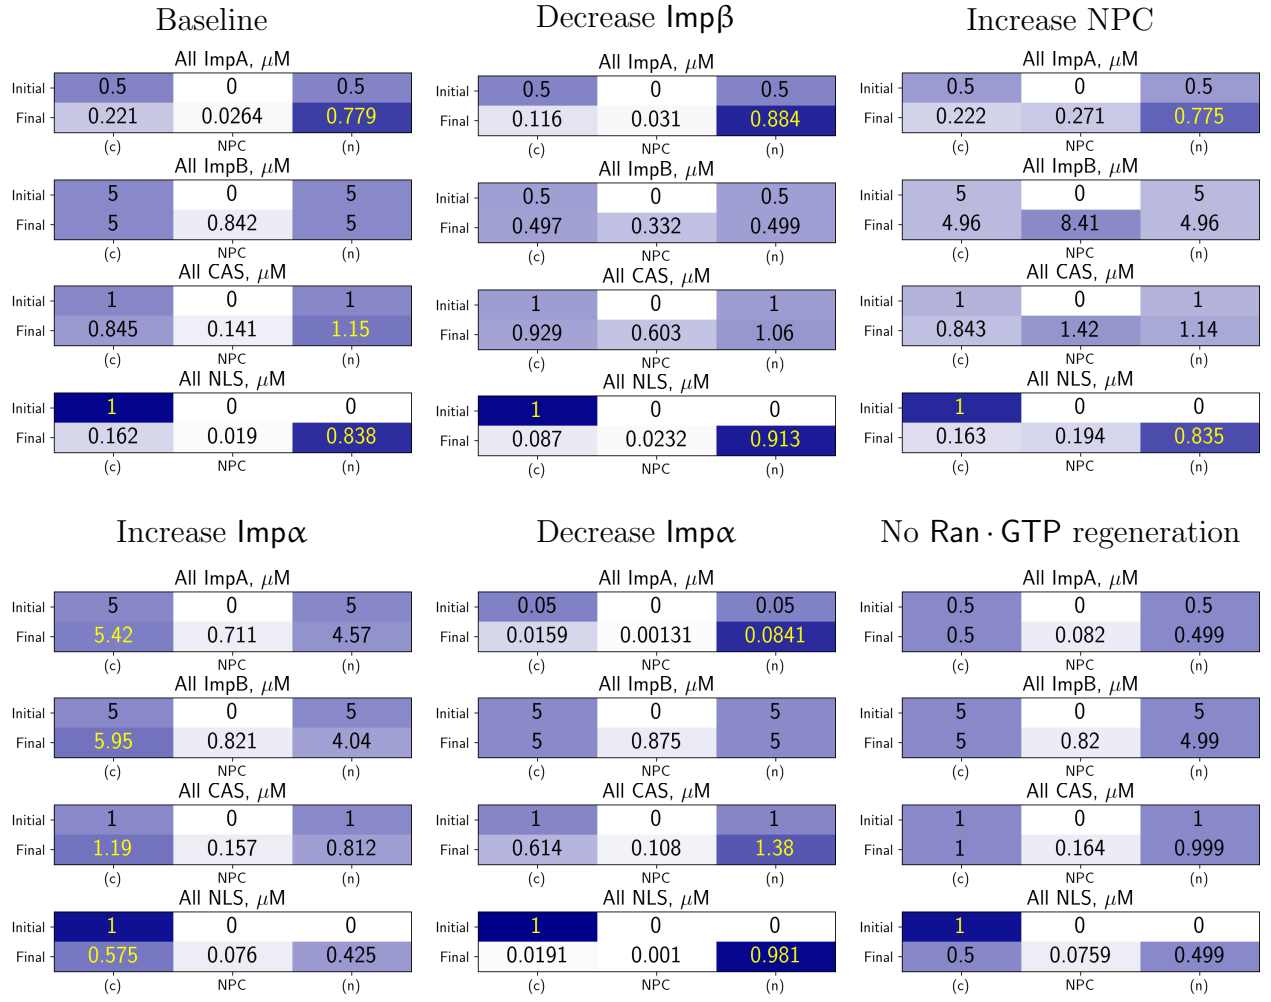 Baseline
All ImpA, μM
Initial 0.5 0 0.5
Final 0.221 0.0264 0.779
(c) NPC (n)
All ImpB, μM
Initial 5 0 5
Final 5 0.842 5
(c) NPC (n)
All CAS, μM
Initial 1 0 1
Final 0.845 0.141 1.15
(c) NPC (n)
All NLS, μM
Initial 1 0 0
Final 0.162 0.019 0.838
(c) NPC (n)
Decrease Impβ
All ImpA, μM
Initial 0.5 0 0.5
Final 0.116 0.031 0.884
(c) NPC (n)
All ImpB, μM
Initial 0.5 0 0.5
Final 0.497 0.332 0.499
(c) NPC (n)
All CAS, μM
Initial 1 0 1
Final 0.929 0.603 1.06
(c) NPC (n)
All NLS, μM
Initial 1 0 0
Final 0.087 0.0232 0.913
(c) NPC (n)
Increase NPC
All ImpA, μM
Initial 0.5 0 0.5
Final 0.222 0.271 0.775
(c) NPC (n)
All ImpB, μM
Initial 5 0 5
Final 4.96 8.41 4.96
(c) NPC (n)
All CAS, μM
Initial 1 0 1
Final 0.843 1.42 1.14
(c) NPC (n)
All NLS, μM
Initial 1 0 0
Final 0.163 0.194 0.835
(c) NPC (n)
Increase Impα
All ImpA, μM
Initial 5 0 5
Final 5.42 0.711 4.57
(c) NPC (n)
All ImpB, μM
Initial 5 0 5
Final 5.95 0.821 4.04
(c) NPC (n)
All CAS, μM
Initial 1 0 1
Final 1.19 0.157 0.812
(c) NPC (n)
All NLS, μM
Initial 1 0 0
Final 0.575 0.076 0.425
(c) NPC (n)
Decrease Impα
All ImpA, μM
Initial 0.05 0 0.05
Final 0.0159 0.00131 0.0841
(c) NPC (n)
All ImpB, μM
Initial 5 0 5
Final 5 0.875 5
(c) NPC (n)
All CAS, μM
Initial 1 0 1
Final 0.614 0.108 1.38
(c) NPC (n)
All NLS, μM
Initial 1 0 0
Final 0.0191 0.001 0.981
(c) NPC (n)
No Ran · GTP regeneration
All ImpA, μM
Initial 0.5 0 0.5
Final 0.5 0.082 0.499
(c) NPC (n)
All ImpB, μM
Initial 5 0 5
Final 5 0.82 4.99
(c) NPC (n)
All CAS, μM
Initial 1 0 1
Final 1 0.164 0.999
(c) NPC (n)
All NLS, μM
Initial 1 0 0
Final 0.5 0.0759 0.499
(c) NPC (n)